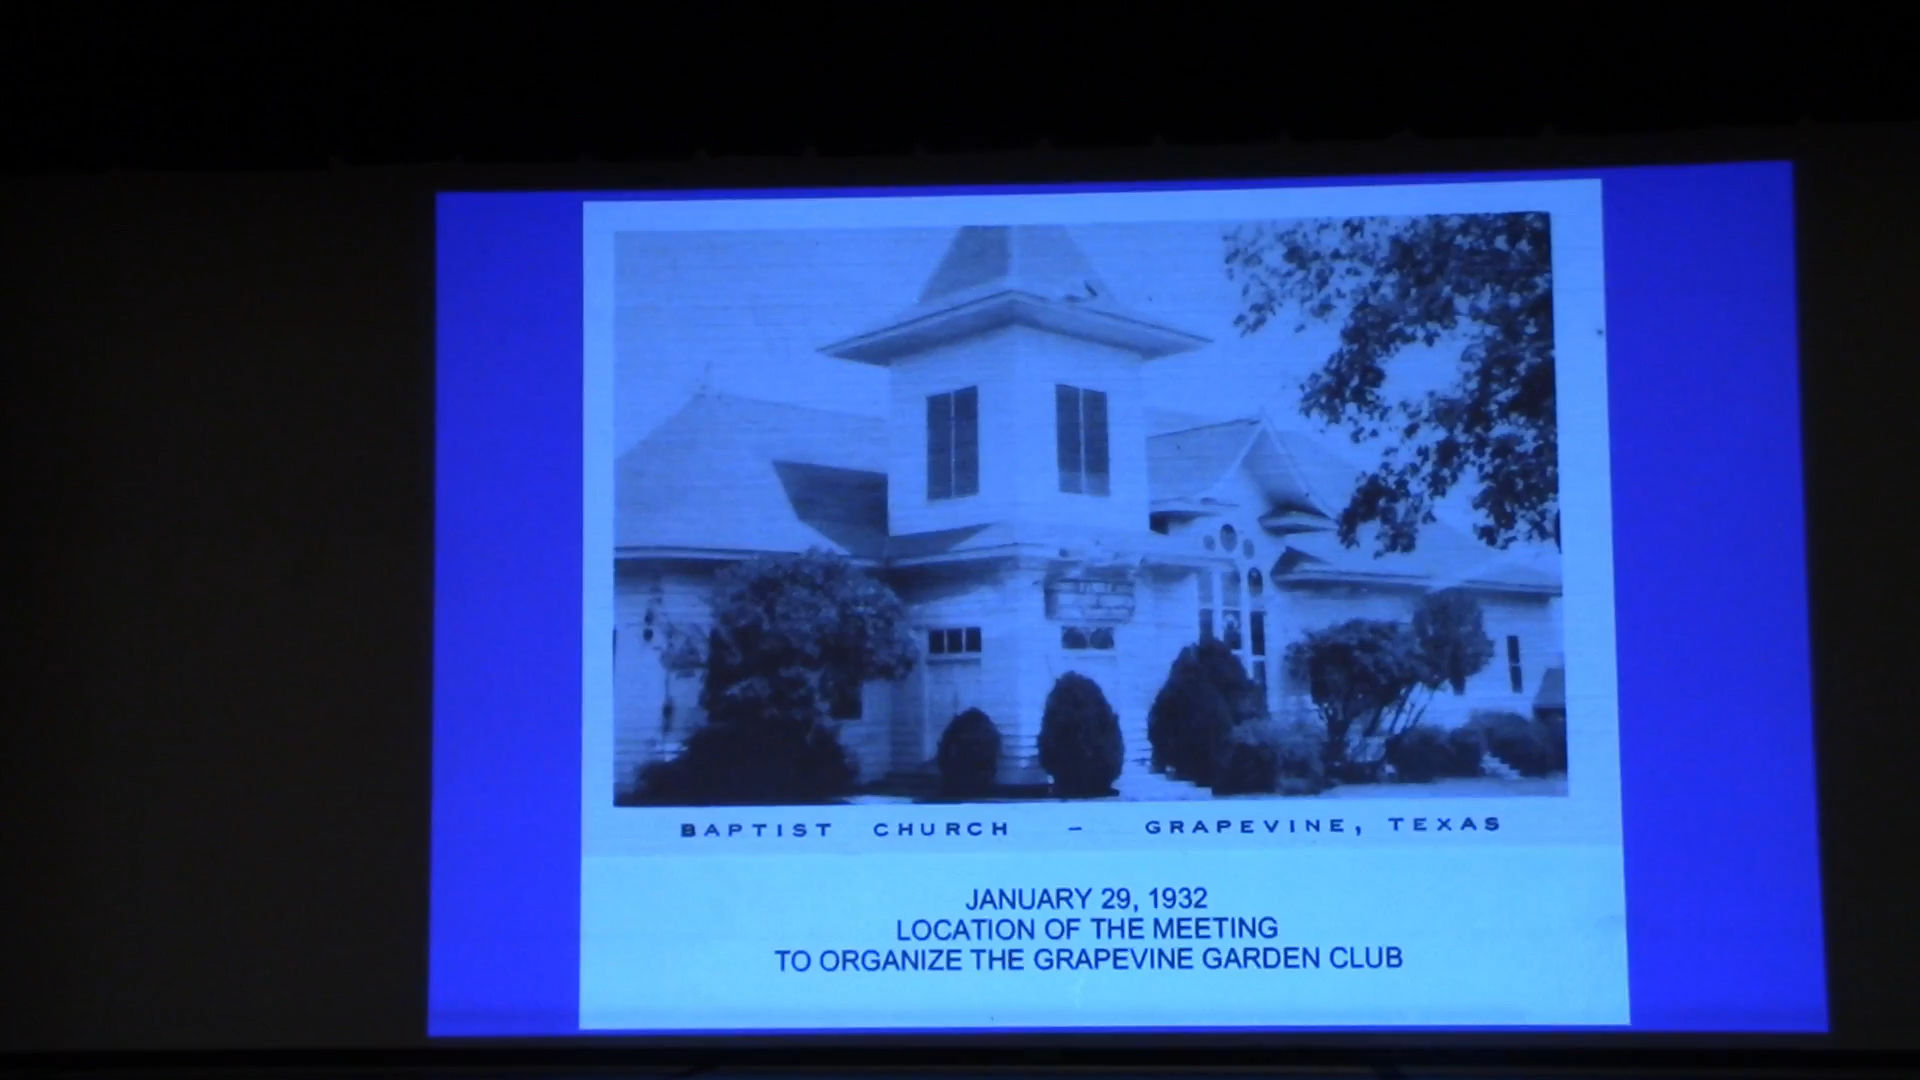 BAPTIST CHURCH - GRAPEVINE, TEXAS
JANUARY 29, 1932
LOCATION OF THE MEETING
TO ORGANIZE THE GRAPEVINE GARDEN CLUB